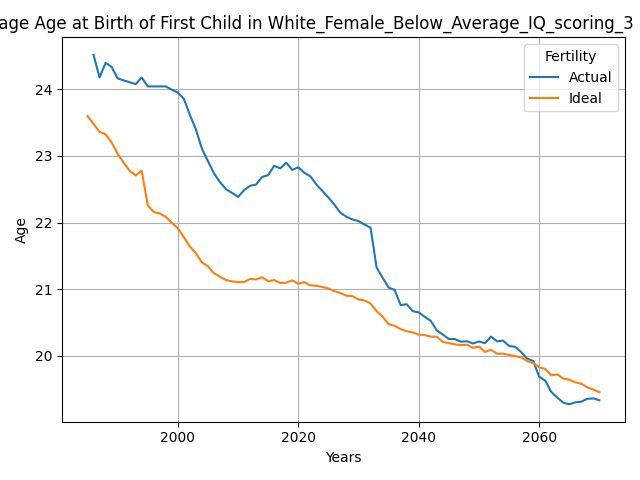 age Age at Birth of First Child in White_Female_Below_Average_IQ_scoring_3
Fertility
Actual
Ideal
24
23
22
21
20
Age
2000
2020
2040
2060
Years